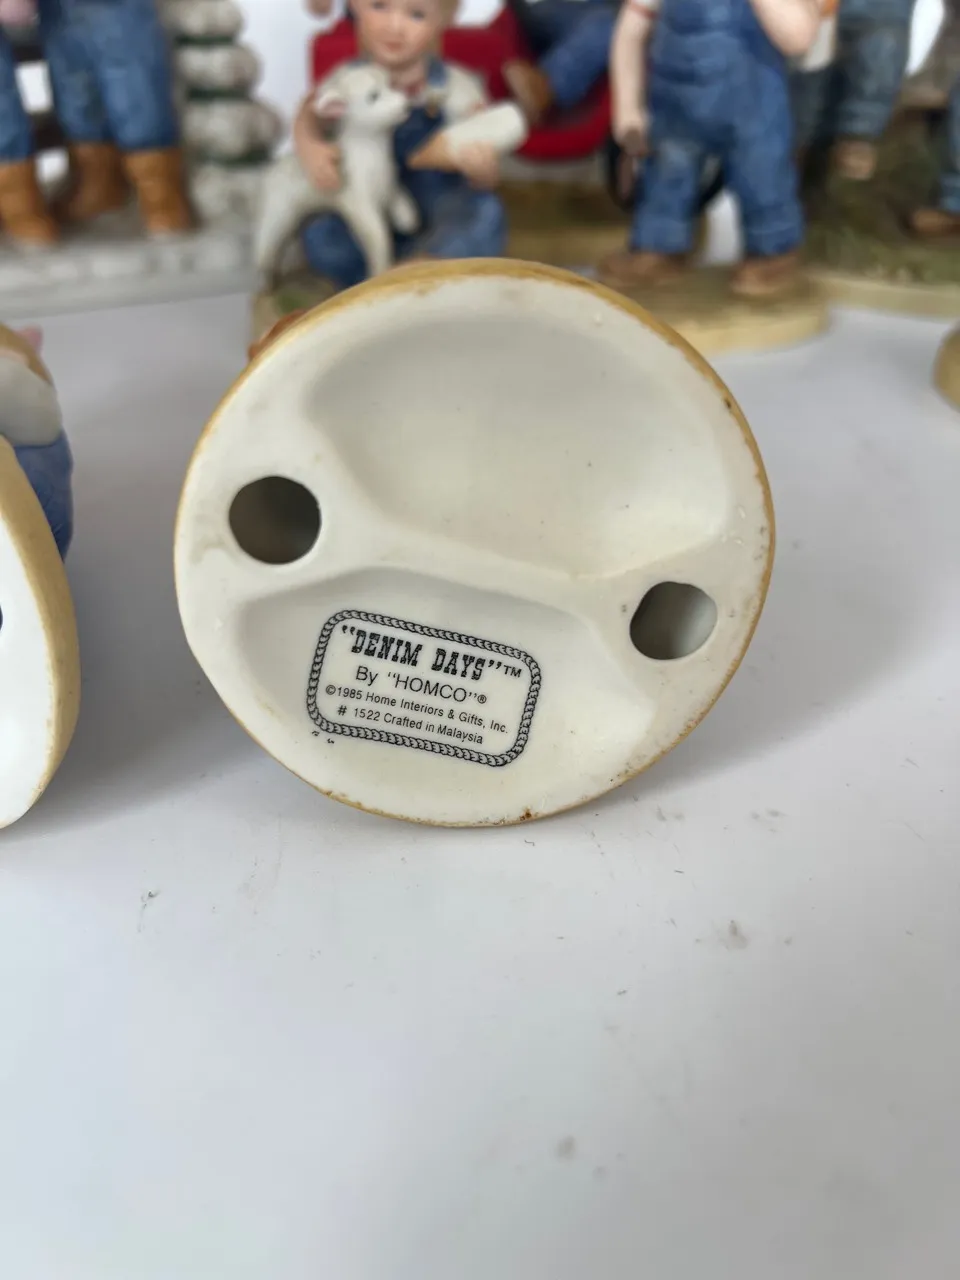 "DENIM DAYS"™
By "HOMCO"®
©1985 Home Interiors & Gifts, Inc.
# 1522 Crafted in Malaysia